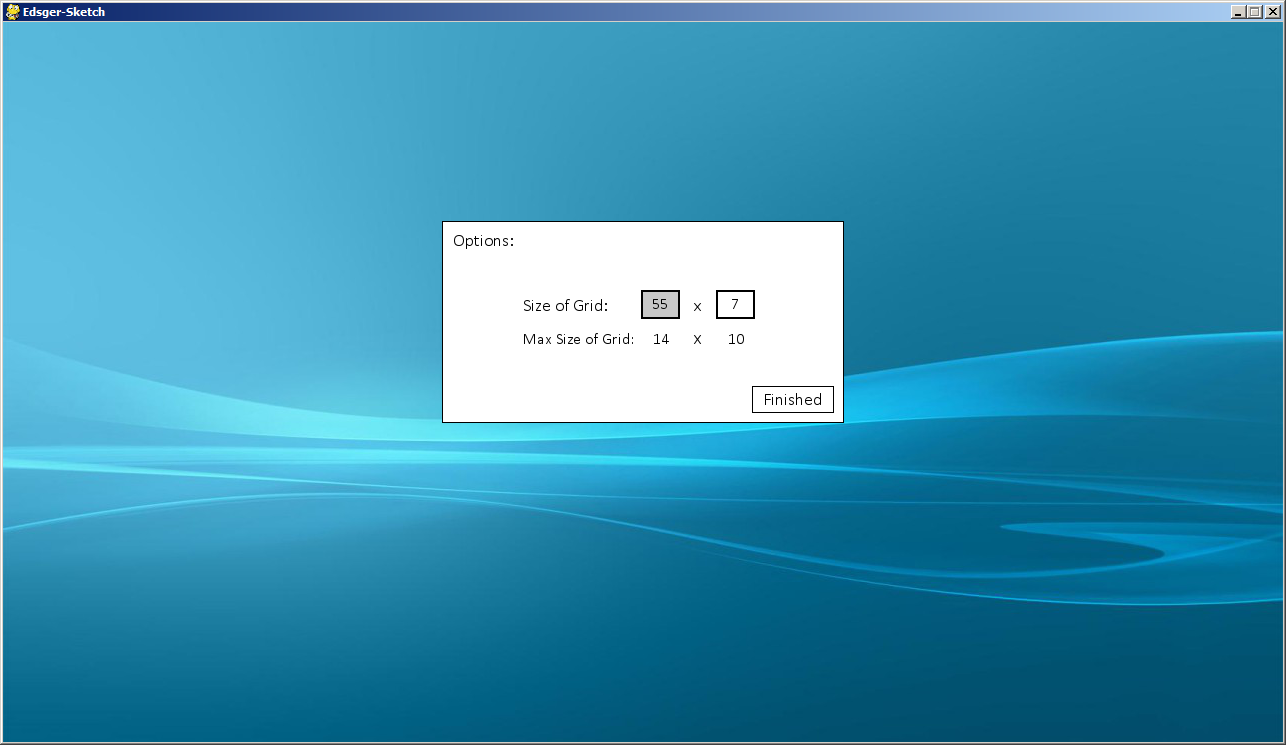 Edsger-Sketch
Options:
Size of Grid: 55 x 7
Max Size of Grid: 14 x 10
Finished